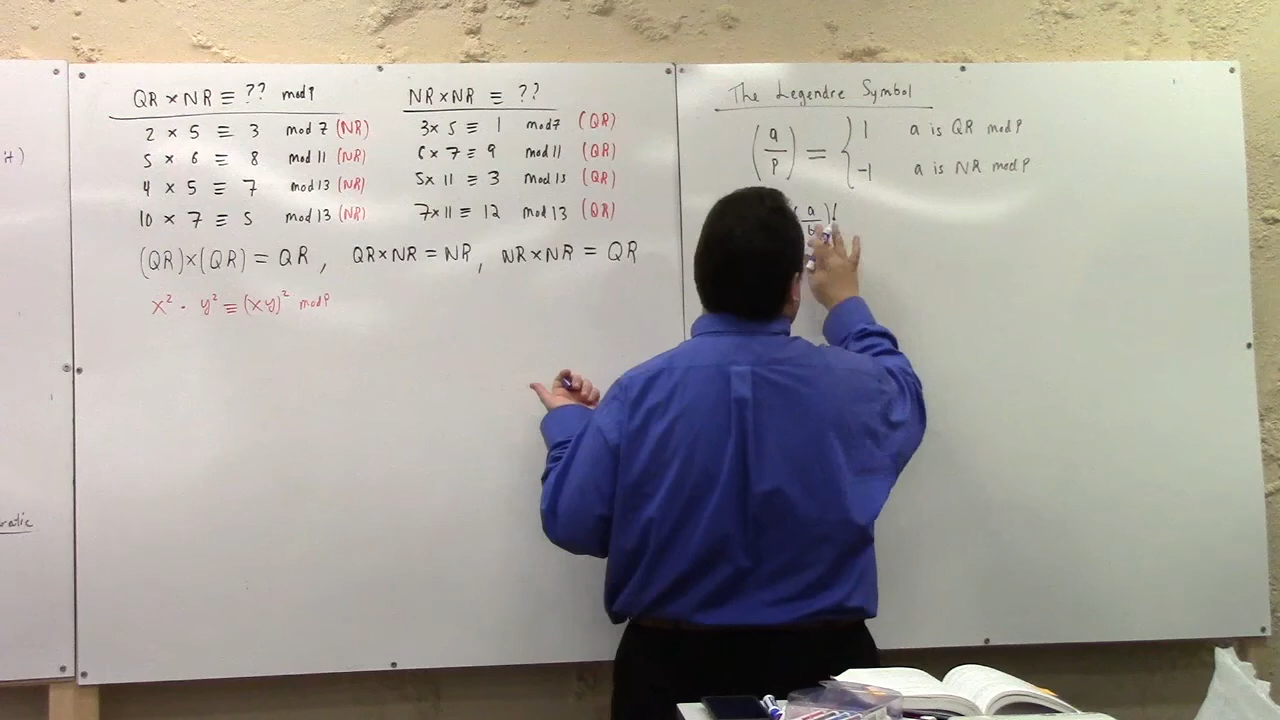 H)
ratic
QR × NR ≡ ?? mod P
2 × 5 ≡ 3 mod 7 (NR)
5 × 6 ≡ 8 mod 11 (NR)
4 × 5 ≡ 7 mod 13 (NR)
10 × 7 ≡ 5 mod 13 (NR)
NR × NR ≡ ??
3 × 5 ≡ 1 mod 7 (QR)
6 × 7 ≡ 9 mod 11 (QR)
5 × 11 ≡ 3 mod 13 (QR)
7 × 11 ≡ 12 mod 13 (QR)
(QR)×(QR) = QR , QR×NR = NR , NR×NR = QR
x² · y² ≡ (xy)² mod P
The Legendre Symbol
(a/P) = { 1 a is QR mod P
-1 a is NR mod P
(a/b)